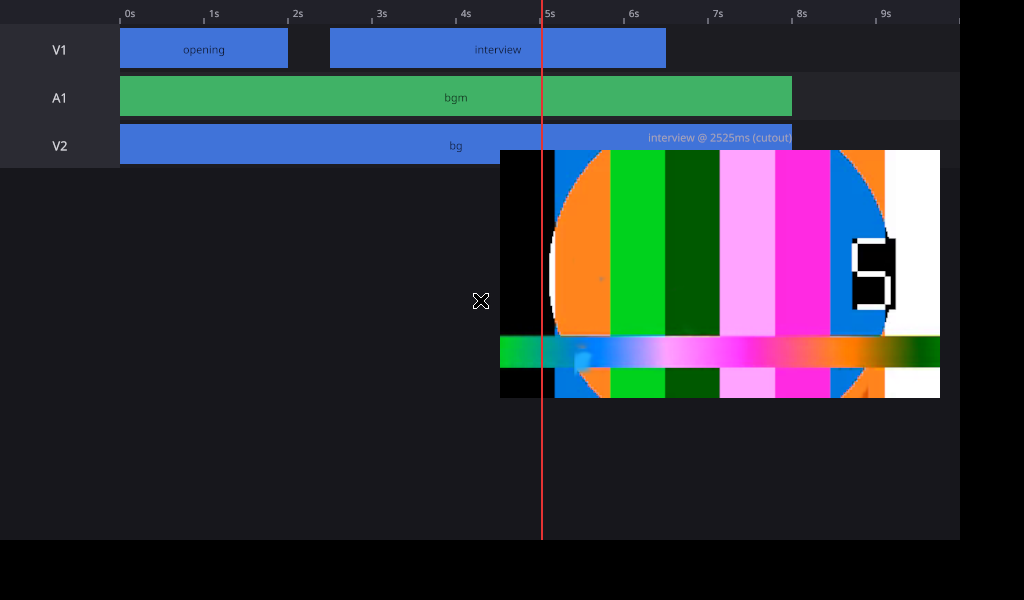 0s 1s 2s 3s 4s 5s 6s 7s 8s 9s
V1 opening interview
A1 bgm
interview @ 2525ms (cutout)
V2 bg
5